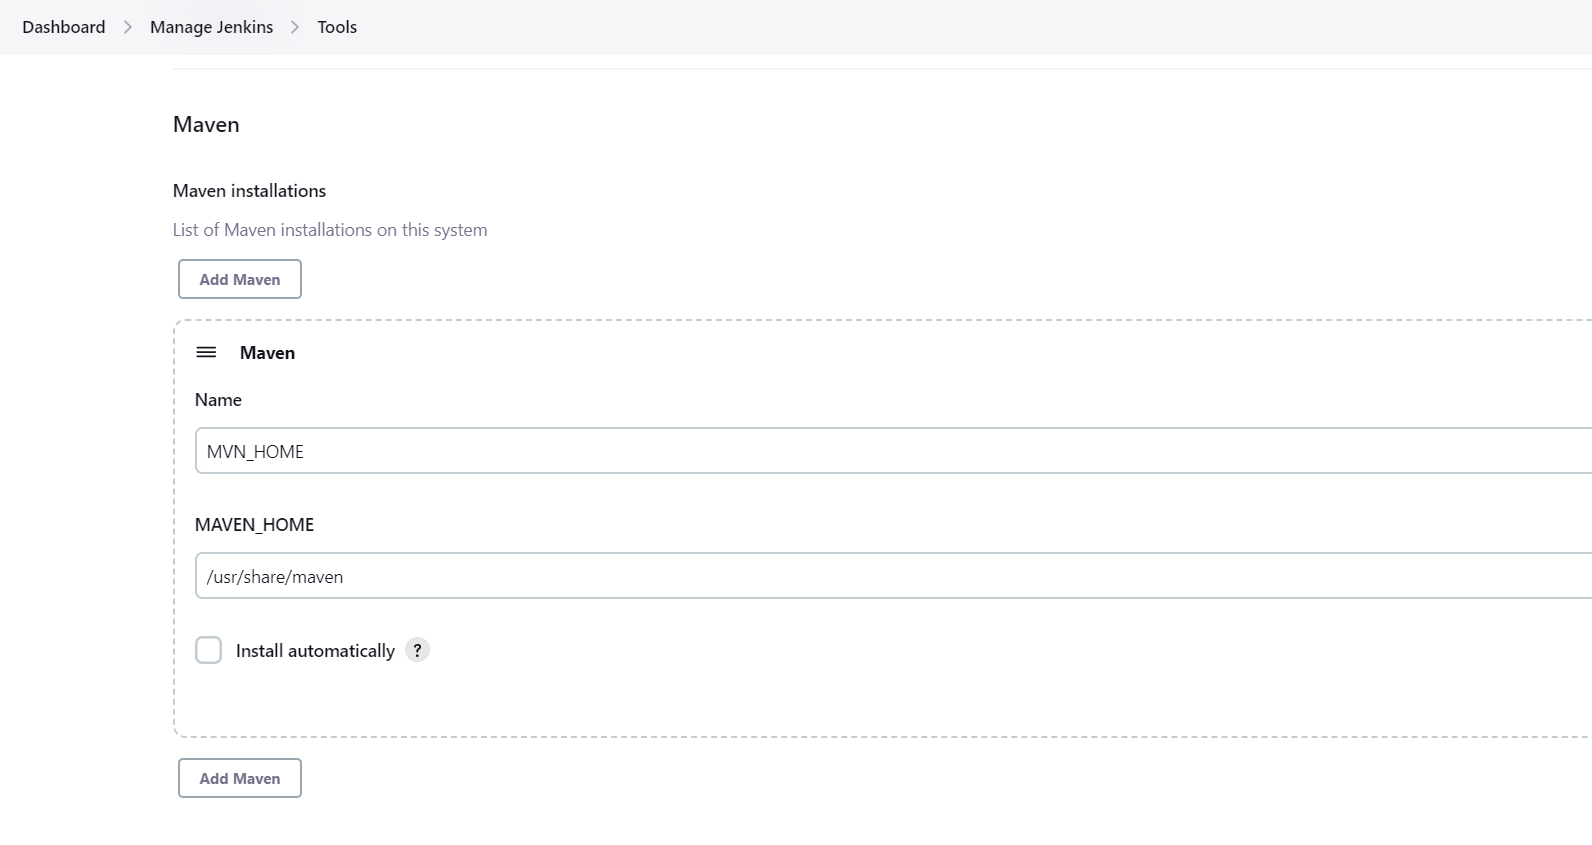 Dashboard > Manage Jenkins > Tools
Maven
Maven installations
List of Maven installations on this system
Add Maven
Maven
Name
MVN_HOME
MAVEN_HOME
/usr/share/maven
Install automatically ?
Add Maven